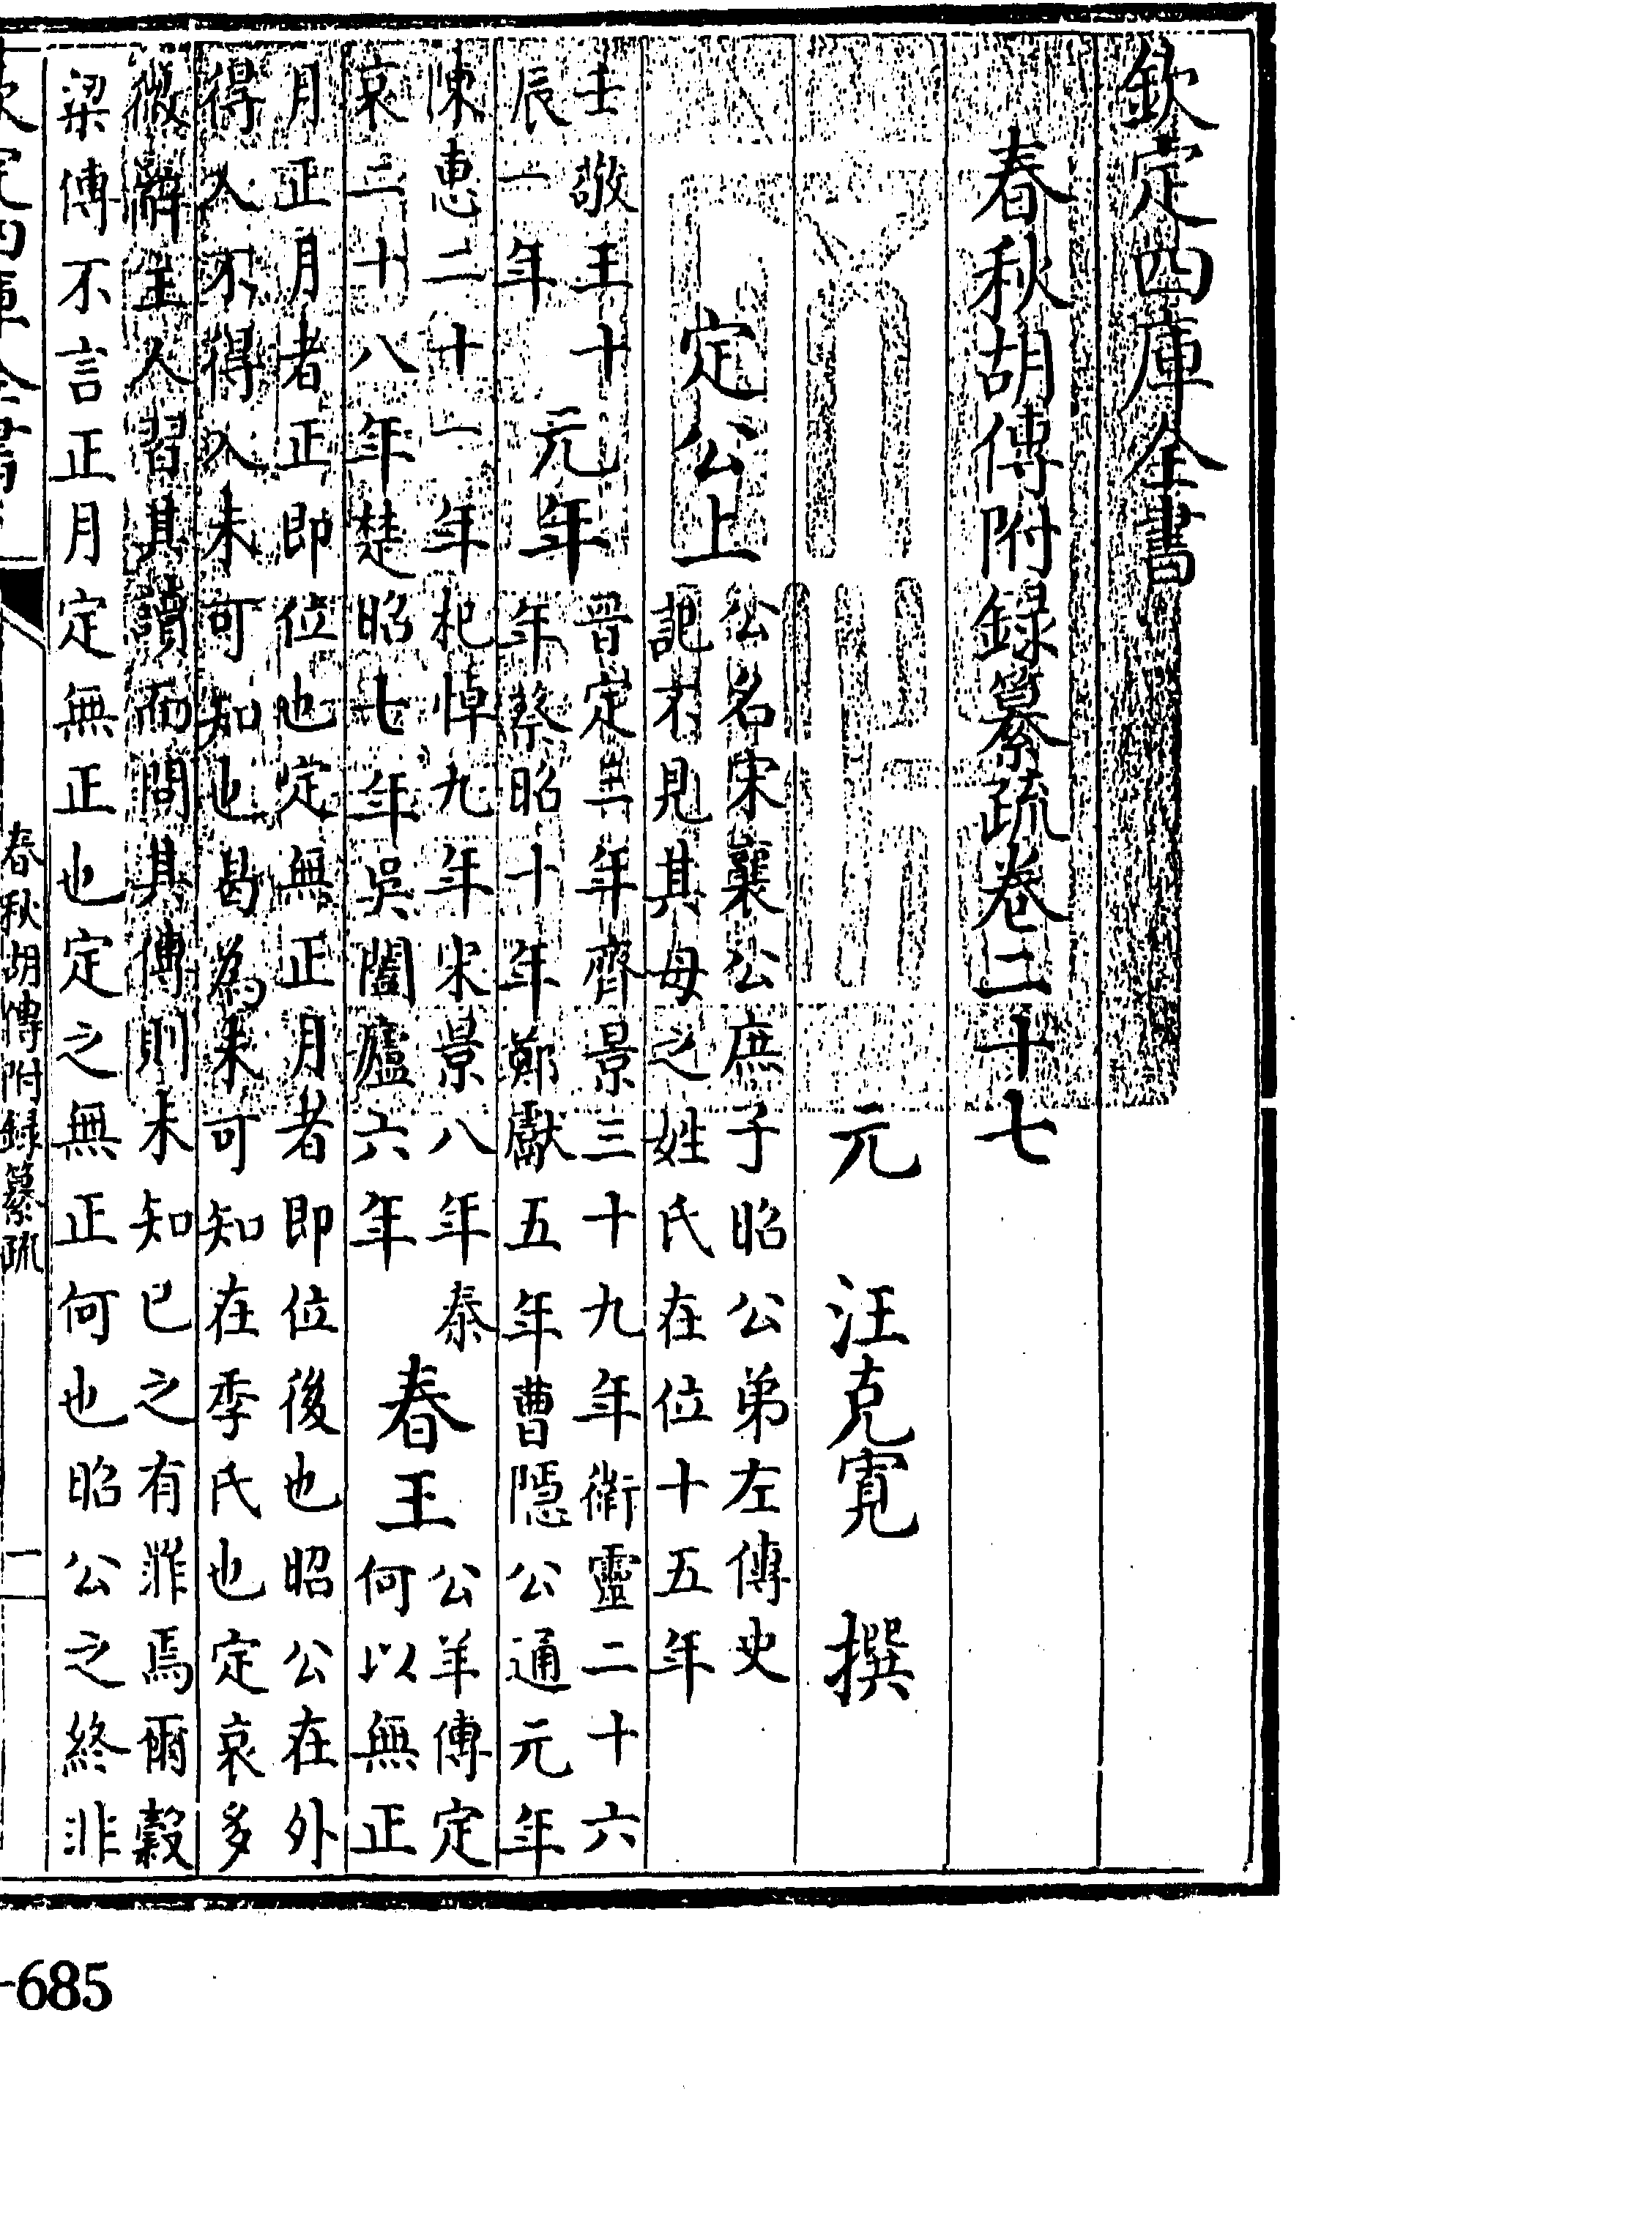 欽定四庫全書
春秋胡傳附録纂疏卷二十七
元 汪克寛 撰
定公上
公名宋襄公庶子昭公弟左傳史
記不見其母之姓氏在位十五年
壬敬王十
辰一年
元年
晋定三年齊景三十九年衛靈二十六
年蔡昭十年鄭獻五年曹隱公通元年
陳惠二十一年杞悼九年宋景八年秦
哀二十八年楚昭七年吳闔廬六年
春王
公羊傳定
何以無正
月正月者正即位也定無正月者即位後也昭公在外
得入不得入未可知也曷為未可知在季氏也定哀多
微辭主人習其讀而問其傳則未知已之有罪焉爾穀
梁傳不言正月定無正也定之無正何也昭公之終非
春秋胡傳附録纂疏
一
685